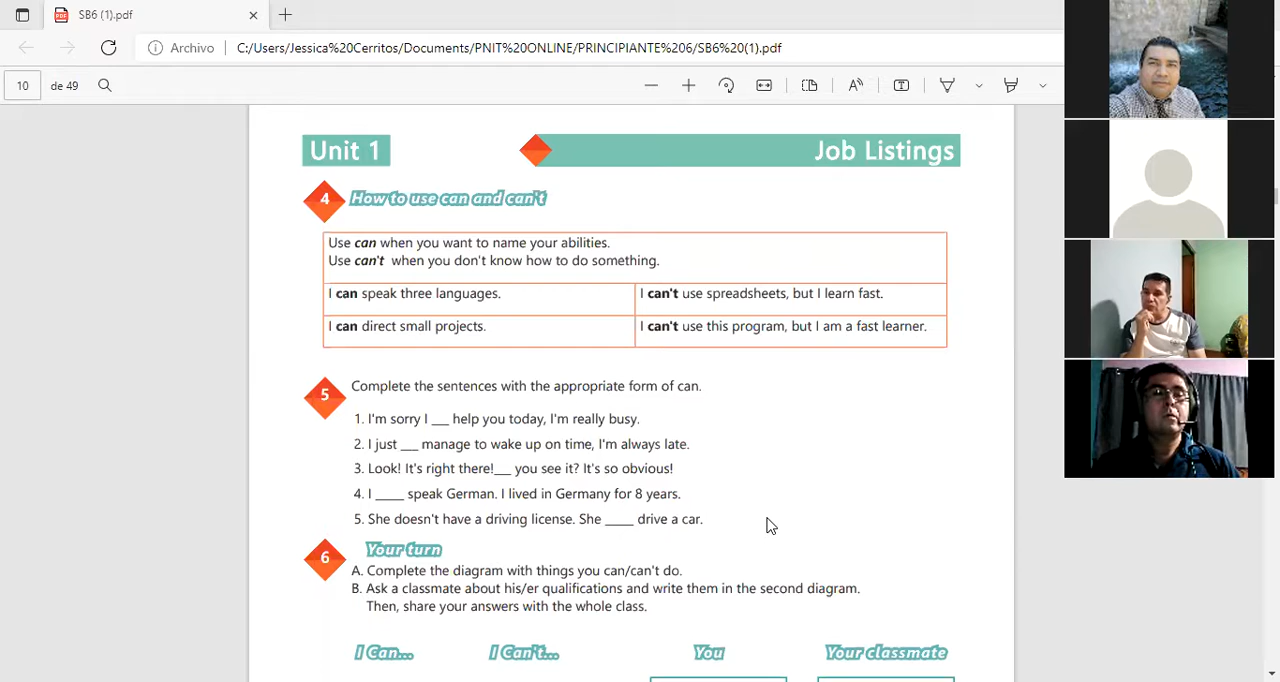 SB6 (1).pdf
Archivo
C:/Users/Jessica%20Cerritos/Documents/PNIT%20ONLINE/PRINCIPIANTE%206/SB6%20(1).pdf
10 de 49
Unit 1
Job Listings
4 How to use can and can't
Use can when you want to name your abilities.
Use can't when you don't know how to do something.
I can speak three languages.
I can't use spreadsheets, but I learn fast.
I can direct small projects.
I can't use this program, but I am a fast learner.
5 Complete the sentences with the appropriate form of can.
1. I'm sorry I ___ help you today, I'm really busy.
2. I just ___ manage to wake up on time, I'm always late.
3. Look! It's right there!___ you see it? It's so obvious!
4. I _____ speak German. I lived in Germany for 8 years.
5. She doesn't have a driving license. She _____ drive a car.
6 Your turn
A. Complete the diagram with things you can/can't do.
B. Ask a classmate about his/er qualifications and write them in the second diagram.
Then, share your answers with the whole class.
I Can... I Can't... You Your classmate